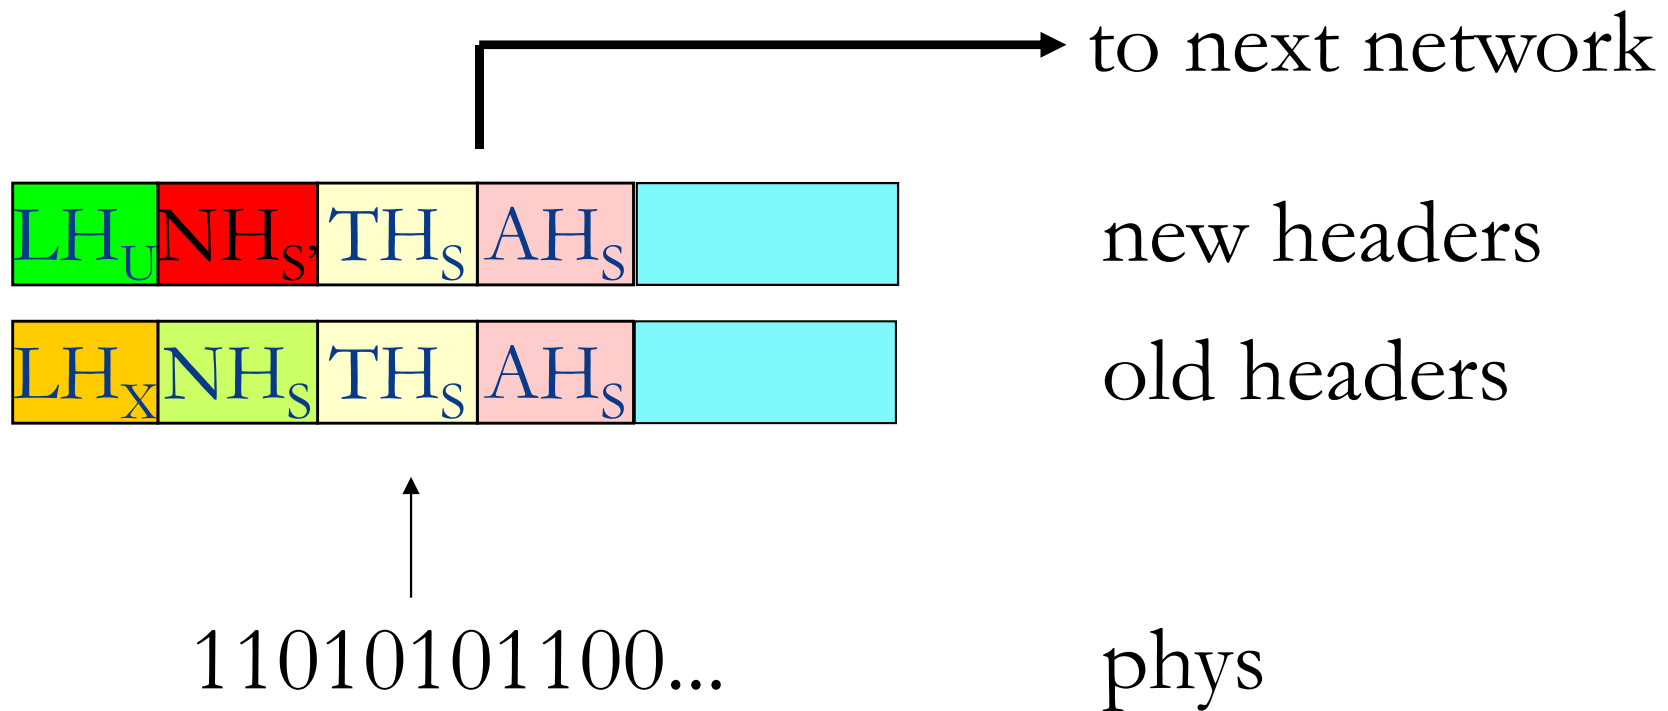 to next network
LHU NHS' THS AHS new headers
LHX NHS THS AHS old headers
11010101100... phys